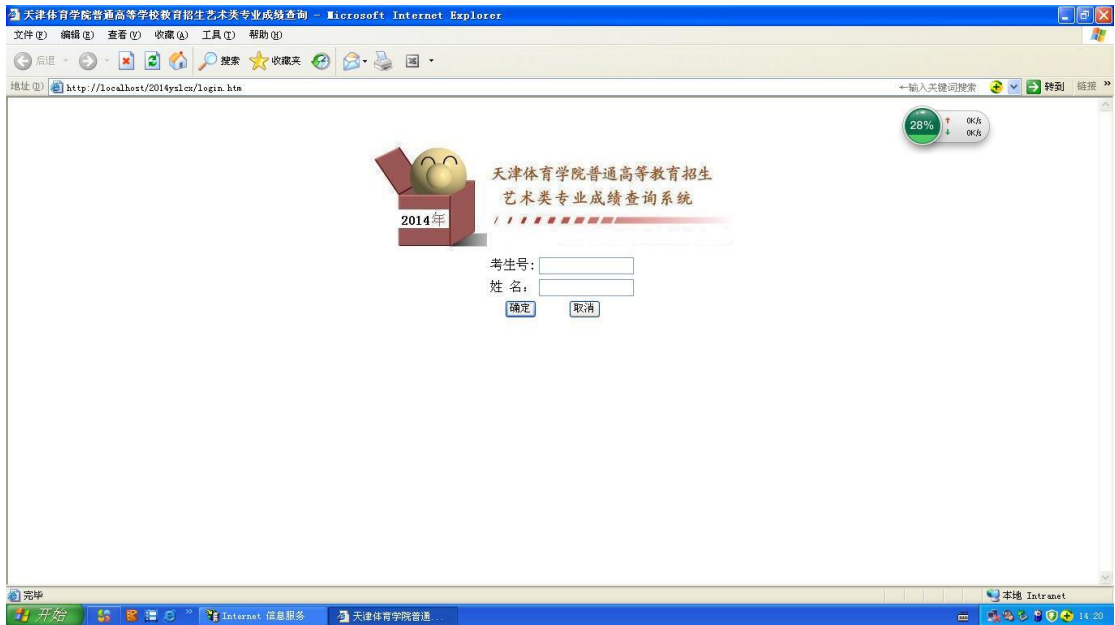 天津体育学院普通高等学校教育招生艺术类专业成绩查询 - Microsoft Internet Explorer
文件(F) 编辑(E) 查看(V) 收藏(A) 工具(T) 帮助(H)
后退 搜索 收藏夹
地址(D) http://localhost/2014yslcx/login.htm ←输入关键词搜索 转到 链接 »
28% ↑ 0K/s
↓ 0K/s
天津体育学院普通高等教育招生
艺术类专业成绩查询系统
2014年
考生号:
姓 名:
确定 取消
完毕 本地 Intranet
开始 » Internet 信息服务 天津体育学院普通... 14:20